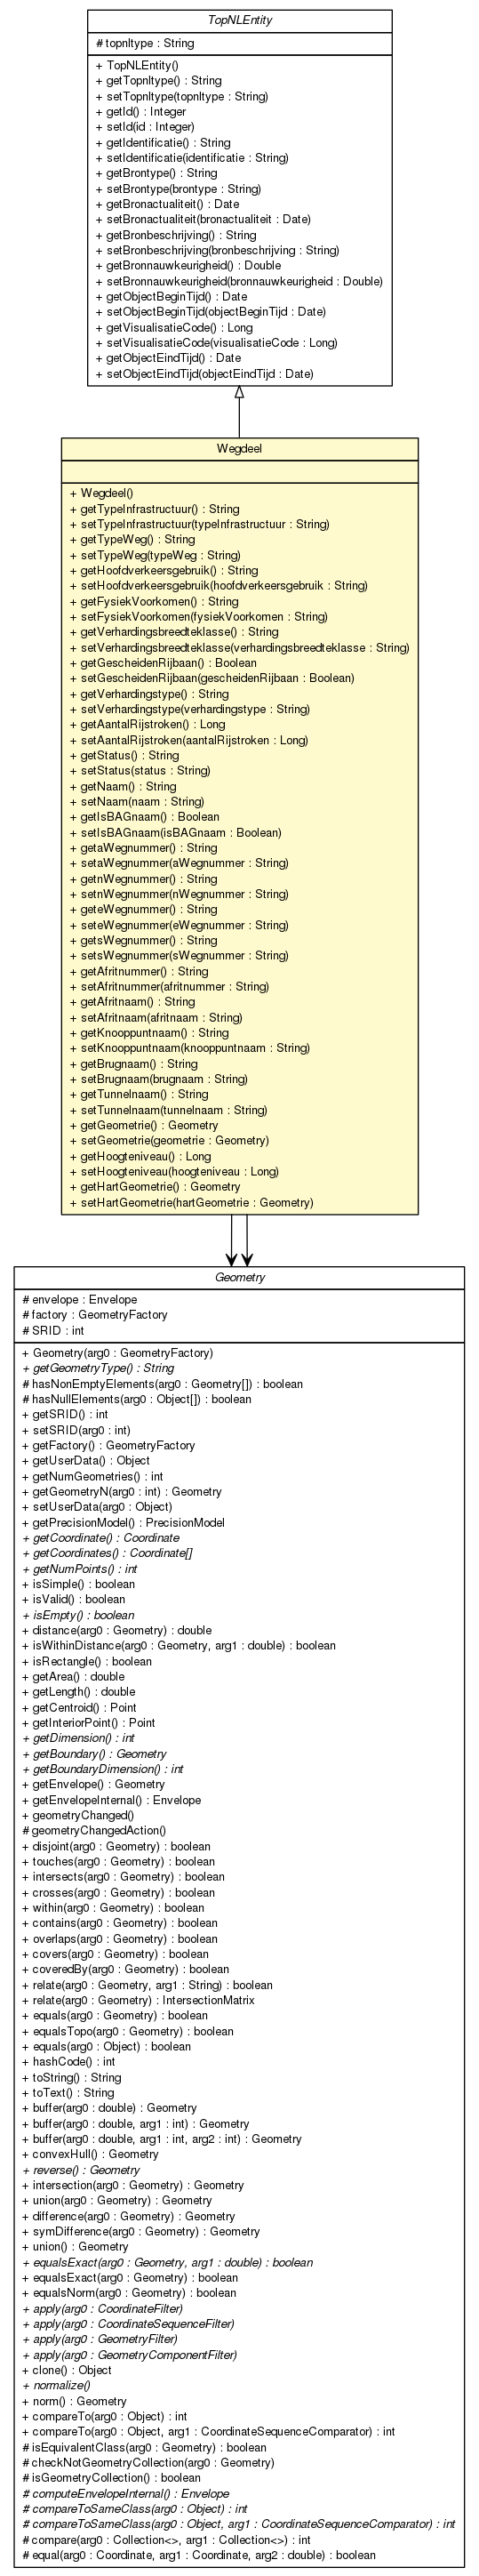 TopNLEntity
# topnltype : String
+ TopNLEntity()
+ getTopnltype() : String
+ setTopnltype(topnltype : String)
+ getId() : Integer
+ setId(id : Integer)
+ getIdentificatie() : String
+ setIdentificatie(identificatie : String)
+ getBrontype() : String
+ setBrontype(brontype : String)
+ getBronactualiteit() : Date
+ setBronactualiteit(bronactualiteit : Date)
+ getBronbeschrijving() : String
+ setBronbeschrijving(bronbeschrijving : String)
+ getBronnauwkeurigheid() : Double
+ setBronnauwkeurigheid(bronnauwkeurigheid : Double)
+ getObjectBeginTijd() : Date
+ setObjectBeginTijd(objectBeginTijd : Date)
+ getVisualisatieCode() : Long
+ setVisualisatieCode(visualisatieCode : Long)
+ getObjectEindTijd() : Date
+ setObjectEindTijd(objectEindTijd : Date)
Wegdeel
+ Wegdeel()
+ getTypeInfrastructuur() : String
+ setTypeInfrastructuur(typeInfrastructuur : String)
+ getTypeWeg() : String
+ setTypeWeg(typeWeg : String)
+ getHoofdverkeersgebruik() : String
+ setHoofdverkeersgebruik(hoofdverkeersgebruik : String)
+ getFysiekVoorkomen() : String
+ setFysiekVoorkomen(fysiekVoorkomen : String)
+ getVerhardingsbreedteklasse() : String
+ setVerhardingsbreedteklasse(verhardingsbreedteklasse : String)
+ getGescheidenRijbaan() : Boolean
+ setGescheidenRijbaan(gescheidenRijbaan : Boolean)
+ getVerhardingstype() : String
+ setVerhardingstype(verhardingstype : String)
+ getAantalRijstroken() : Long
+ setAantalRijstroken(aantalRijstroken : Long)
+ getStatus() : String
+ setStatus(status : String)
+ getNaam() : String
+ setNaam(naam : String)
+ getIsBAGnaam() : Boolean
+ setIsBAGnaam(isBAGnaam : Boolean)
+ getaWegnummer() : String
+ setaWegnummer(aWegnummer : String)
+ getnWegnummer() : String
+ setnWegnummer(nWegnummer : String)
+ geteWegnummer() : String
+ seteWegnummer(eWegnummer : String)
+ getsWegnummer() : String
+ setsWegnummer(sWegnummer : String)
+ getAfritnummer() : String
+ setAfritnummer(afritnummer : String)
+ getAfritnaam() : String
+ setAfritnaam(afritnaam : String)
+ getKnooppuntnaam() : String
+ setKnooppuntnaam(knooppuntnaam : String)
+ getBrugnaam() : String
+ setBrugnaam(brugnaam : String)
+ getTunnelnaam() : String
+ setTunnelnaam(tunnelnaam : String)
+ getGeometrie() : Geometry
+ setGeometrie(geometrie : Geometry)
+ getHoogteniveau() : Long
+ setHoogteniveau(hoogteniveau : Long)
+ getHartGeometrie() : Geometry
+ setHartGeometrie(hartGeometrie : Geometry)
Geometry
# envelope : Envelope
# factory : GeometryFactory
# SRID : int
+ Geometry(arg0 : GeometryFactory)
+ getGeometryType() : String
# hasNonEmptyElements(arg0 : Geometry[]) : boolean
# hasNullElements(arg0 : Object[]) : boolean
+ getSRID() : int
+ setSRID(arg0 : int)
+ getFactory() : GeometryFactory
+ getUserData() : Object
+ getNumGeometries() : int
+ getGeometryN(arg0 : int) : Geometry
+ setUserData(arg0 : Object)
+ getPrecisionModel() : PrecisionModel
+ getCoordinate() : Coordinate
+ getCoordinates() : Coordinate[]
+ getNumPoints() : int
+ isSimple() : boolean
+ isValid() : boolean
+ isEmpty() : boolean
+ distance(arg0 : Geometry) : double
+ isWithinDistance(arg0 : Geometry, arg1 : double) : boolean
+ isRectangle() : boolean
+ getArea() : double
+ getLength() : double
+ getCentroid() : Point
+ getInteriorPoint() : Point
+ getDimension() : int
+ getBoundary() : Geometry
+ getBoundaryDimension() : int
+ getEnvelope() : Geometry
+ getEnvelopeInternal() : Envelope
+ geometryChanged()
# geometryChangedAction()
+ disjoint(arg0 : Geometry) : boolean
+ touches(arg0 : Geometry) : boolean
+ intersects(arg0 : Geometry) : boolean
+ crosses(arg0 : Geometry) : boolean
+ within(arg0 : Geometry) : boolean
+ contains(arg0 : Geometry) : boolean
+ overlaps(arg0 : Geometry) : boolean
+ covers(arg0 : Geometry) : boolean
+ coveredBy(arg0 : Geometry) : boolean
+ relate(arg0 : Geometry, arg1 : String) : boolean
+ relate(arg0 : Geometry) : IntersectionMatrix
+ equals(arg0 : Geometry) : boolean
+ equalsTopo(arg0 : Geometry) : boolean
+ equals(arg0 : Object) : boolean
+ hashCode() : int
+ toString() : String
+ toText() : String
+ buffer(arg0 : double) : Geometry
+ buffer(arg0 : double, arg1 : int) : Geometry
+ buffer(arg0 : double, arg1 : int, arg2 : int) : Geometry
+ convexHull() : Geometry
+ reverse() : Geometry
+ intersection(arg0 : Geometry) : Geometry
+ union(arg0 : Geometry) : Geometry
+ difference(arg0 : Geometry) : Geometry
+ symDifference(arg0 : Geometry) : Geometry
+ union() : Geometry
+ equalsExact(arg0 : Geometry, arg1 : double) : boolean
+ equalsExact(arg0 : Geometry) : boolean
+ equalsNorm(arg0 : Geometry) : boolean
+ apply(arg0 : CoordinateFilter)
+ apply(arg0 : CoordinateSequenceFilter)
+ apply(arg0 : GeometryFilter)
+ apply(arg0 : GeometryComponentFilter)
+ clone() : Object
+ normalize()
+ norm() : Geometry
+ compareTo(arg0 : Object) : int
+ compareTo(arg0 : Object, arg1 : CoordinateSequenceComparator) : int
# isEquivalentClass(arg0 : Geometry) : boolean
# checkNotGeometryCollection(arg0 : Geometry)
# isGeometryCollection() : boolean
# computeEnvelopeInternal() : Envelope
# compareToSameClass(arg0 : Object) : int
# compareToSameClass(arg0 : Object, arg1 : CoordinateSequenceComparator) : int
# compare(arg0 : Collection<>, arg1 : Collection<>) : int
# equal(arg0 : Coordinate, arg1 : Coordinate, arg2 : double) : boolean